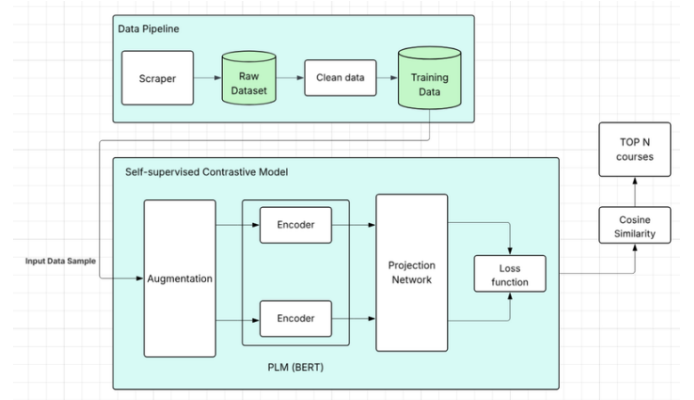 Data Pipeline
Scraper
Raw
Dataset
Clean data
Training
Data
TOP N
courses
Self-supervised Contrastive Model
Cosine
Similarity
Encoder
Input Data Sample
Augmentation
Projection
Network
Loss
function
Encoder
PLM (BERT)